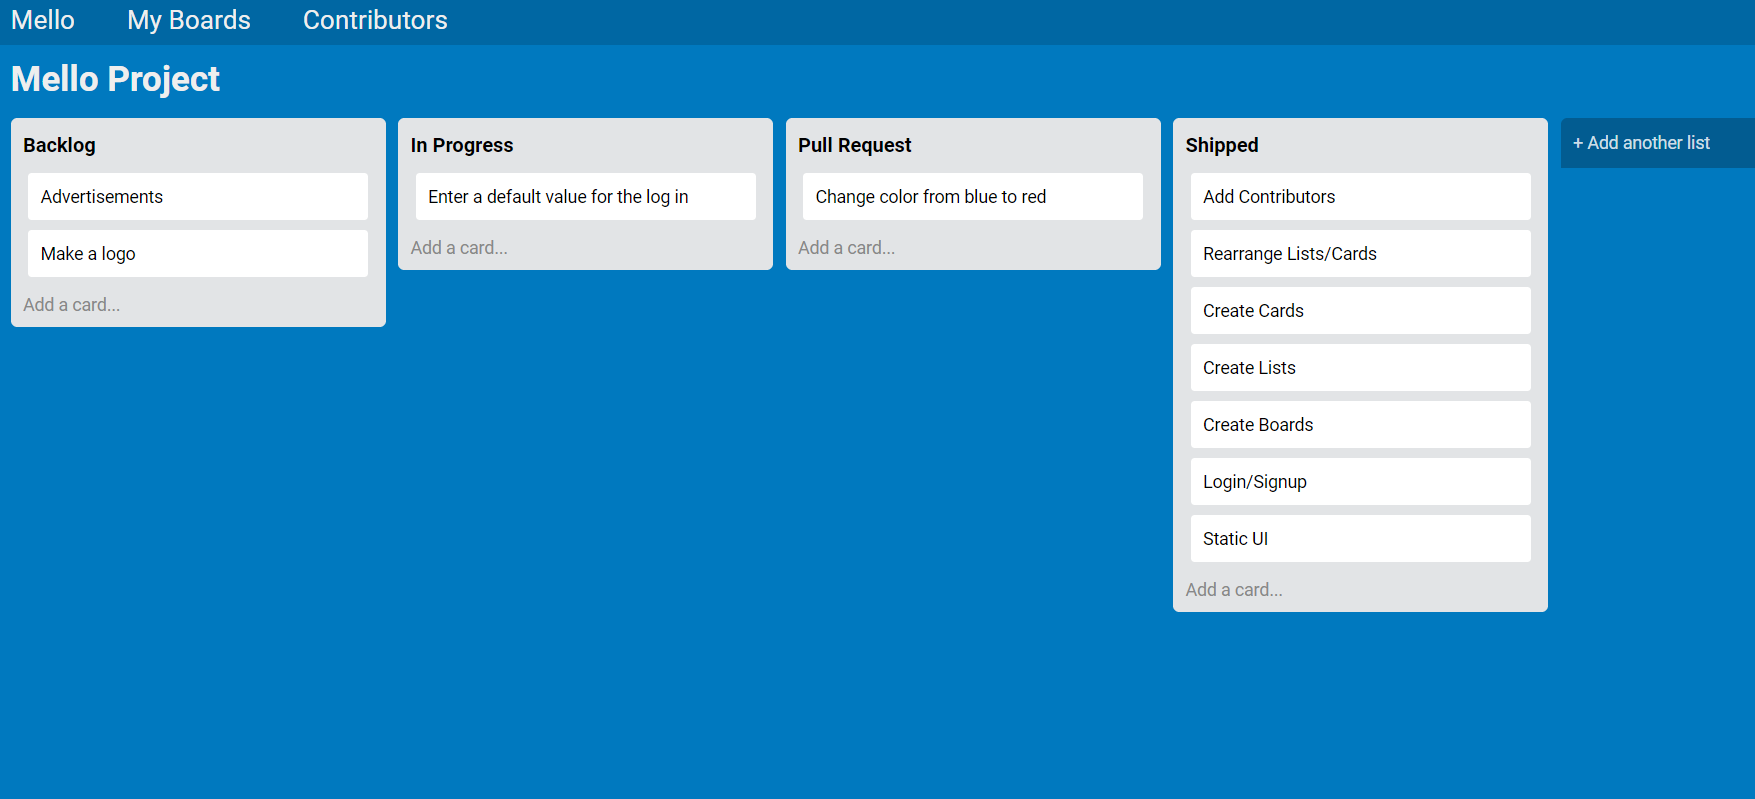 Mello
My Boards
Contributors
Mello Project
Backlog
Advertisements
Make a logo
Add a card...
In Progress
Enter a default value for the log in
Add a card...
Pull Request
Change color from blue to red
Add a card...
Shipped
Add Contributors
Rearrange Lists/Cards
Create Cards
Create Lists
Create Boards
Login/Signup
Static UI
Add a card...
+ Add another list